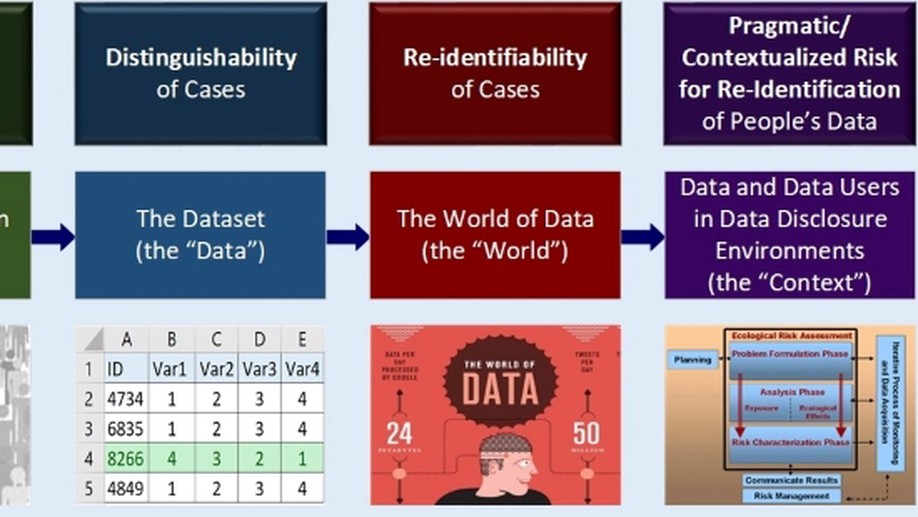 Distinguishability
of Cases
Re-identifiability
of Cases
Pragmatic/
Contextualized Risk
for Re-Identification
of People's Data
n
The Dataset
(the “Data”)
The World of Data
(the “World”)
Data and Data Users
in Data Disclosure
Environments
(the “Context”)
A B C D E
1 ID Var1 Var2 Var3 Var4
2 4734 1 2 3 4
3 6835 1 2 3 4
4 8266 4 3 2 1
5 4849 1 2 3 4
DATA PER
DAY
PROCESSED
BY GOOGLE
24
PETABYTES
THE WORLD OF
DATA
TWEETS
PER
DAY
50
MILLION
Ecological Risk Assessment
Planning
Problem Formulation Phase
Analysis Phase
Exposure
Ecological
Effects
Risk Characterization Phase
Communicate Results
Risk Management
Iterative Process of Monitoring
and Data Acquisition